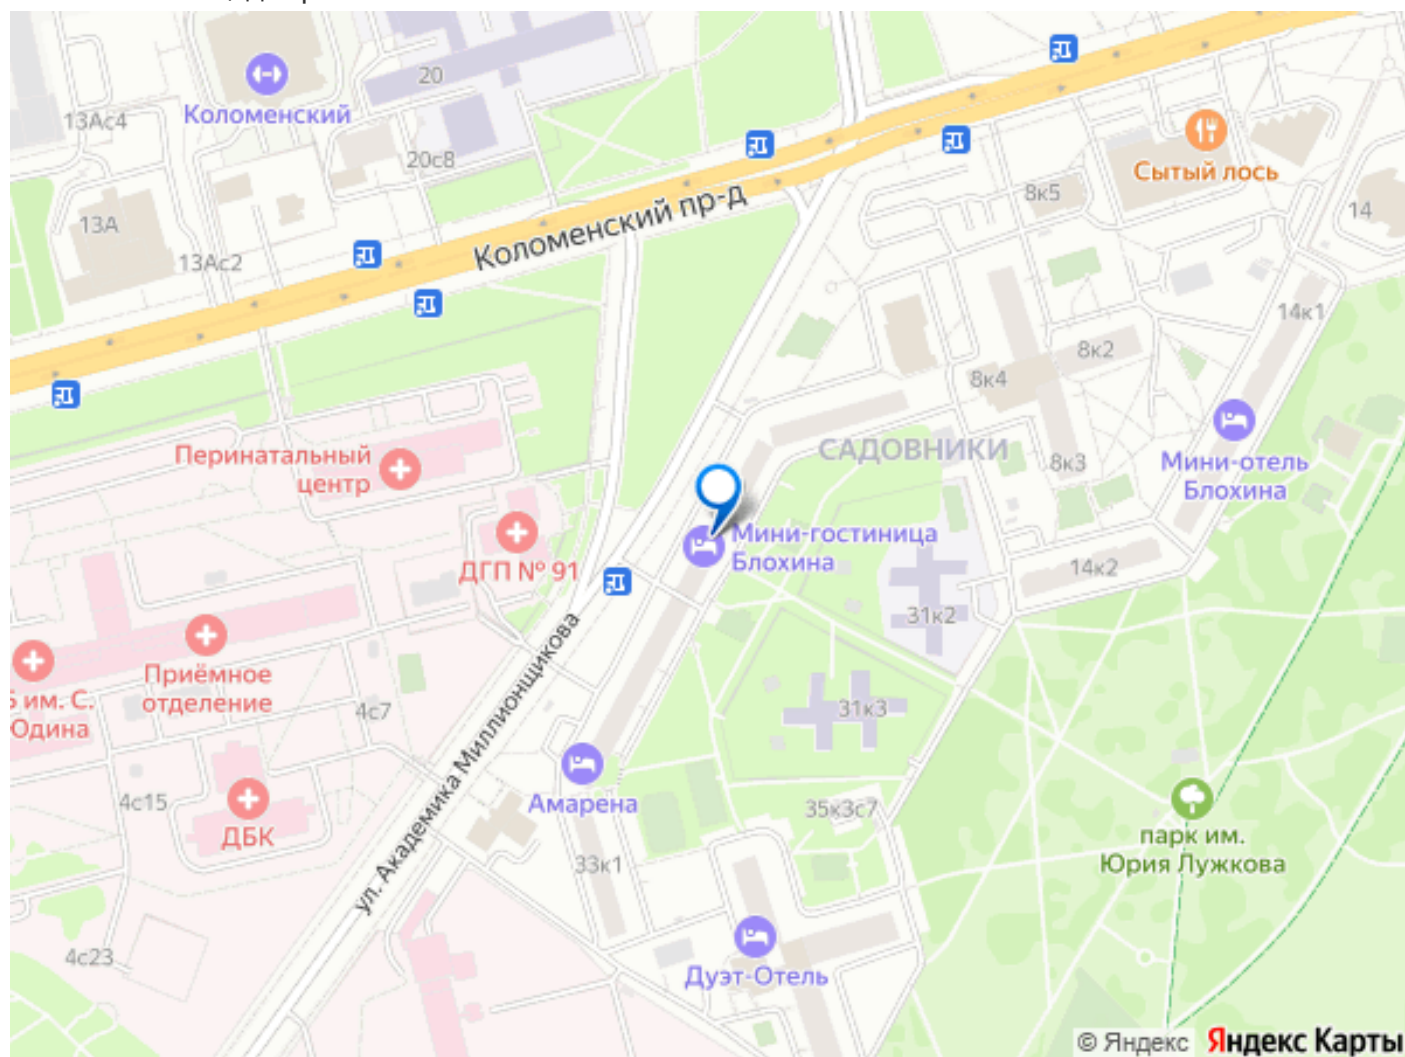 20
Коломенский
13Ас4
20с8
Сытый лось
8к5
14
13А
Коломенский пр-д
13Ас2
14к1
8к2
8к4
САДОВНИКИ
8к3
Перинатальный
центр
Мини-отель
Блохина
Мини-гостиница
Блохина
ДГП № 91
14к2
31к2
ул. Академика Миллионщикова
Приёмное
отделение
им. С.
Юдина
4с7
31к3
4с15
ДБК
Амарена
35к3с7
парк им.
Юрия Лужкова
33к1
4с23
Дуэт-Отель
© Яндекс Яндекс Карты